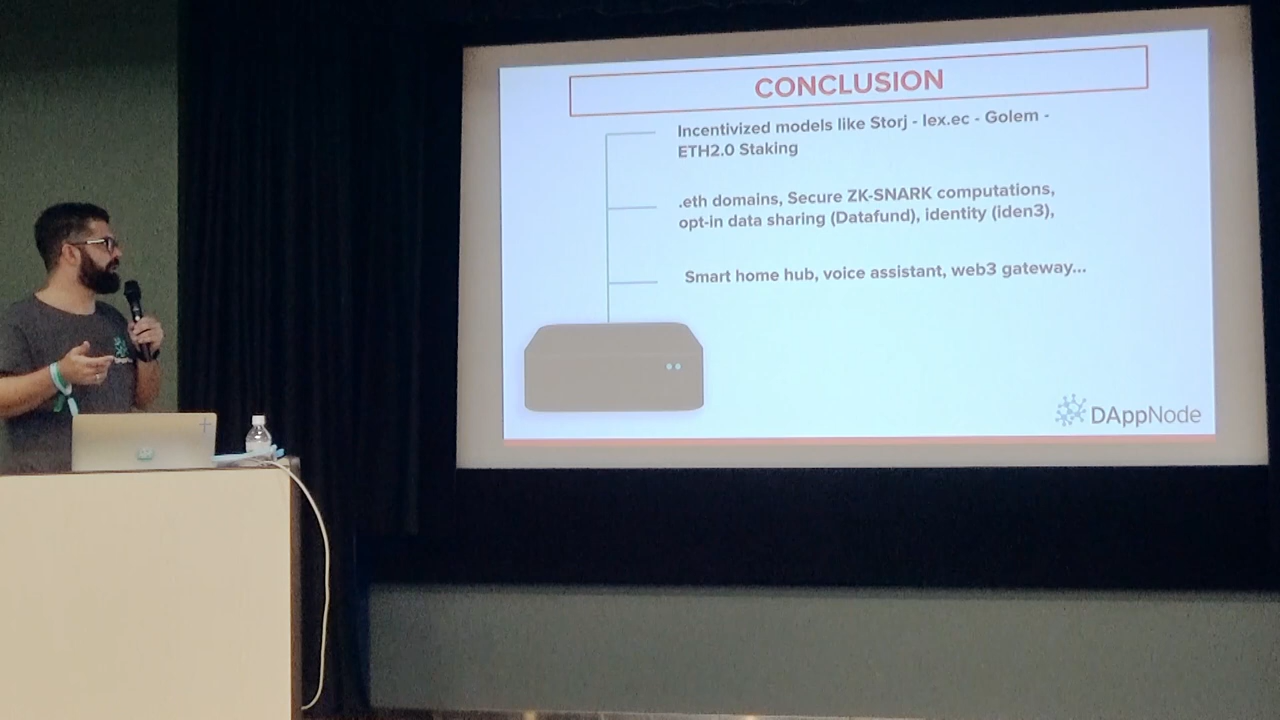 CONCLUSION
Incentivized models like Storj - Iex.ec - Golem -
ETH2.0 Staking
.eth domains, Secure ZK-SNARK computations,
opt-in data sharing (Datafund), identity (iden3),
Smart home hub, voice assistant, web3 gateway...
DAppNode